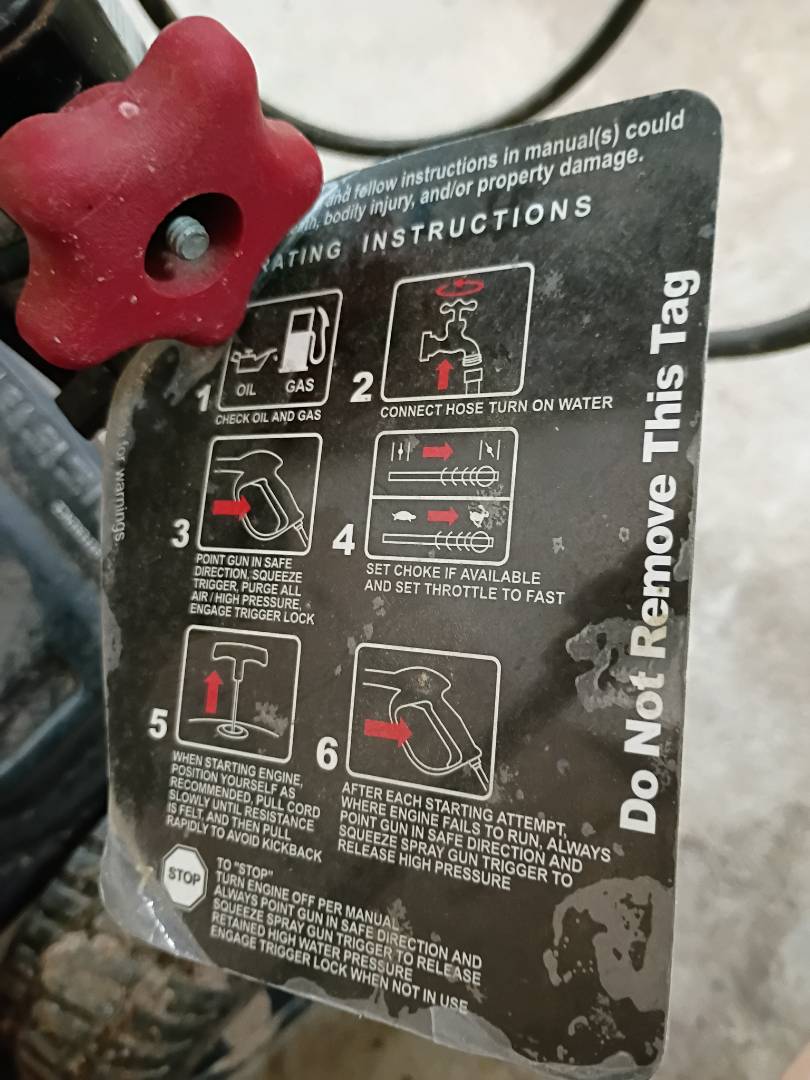 and follow instructions in manual(s) could
bodily injury, and/or property damage.
RATING INSTRUCTIONS
OIL GAS
1
CHECK OIL AND GAS
2
CONNECT HOSE TURN ON WATER
3
POINT GUN IN SAFE
DIRECTION, SQUEEZE
TRIGGER, PURGE ALL
AIR / HIGH PRESSURE,
ENGAGE TRIGGER LOCK
4
SET CHOKE IF AVAILABLE
AND SET THROTTLE TO FAST
5
WHEN STARTING ENGINE,
POSITION YOURSELF AS
RECOMMENDED, PULL CORD
SLOWLY UNTIL RESISTANCE
IS FELT, AND THEN PULL
RAPIDLY TO AVOID KICKBACK
6
AFTER EACH STARTING ATTEMPT,
WHERE ENGINE FAILS TO RUN, ALWAYS
POINT GUN IN SAFE DIRECTION AND
SQUEEZE SPRAY GUN TRIGGER TO
RELEASE HIGH PRESSURE
STOP
TO "STOP"
TURN ENGINE OFF PER MANUAL
ALWAYS POINT GUN IN SAFE DIRECTION AND
SQUEEZE SPRAY GUN TRIGGER TO RELEASE
RETAINED HIGH WATER PRESSURE
ENGAGE TRIGGER LOCK WHEN NOT IN USE
Do Not Remove This Tag
for warnings.